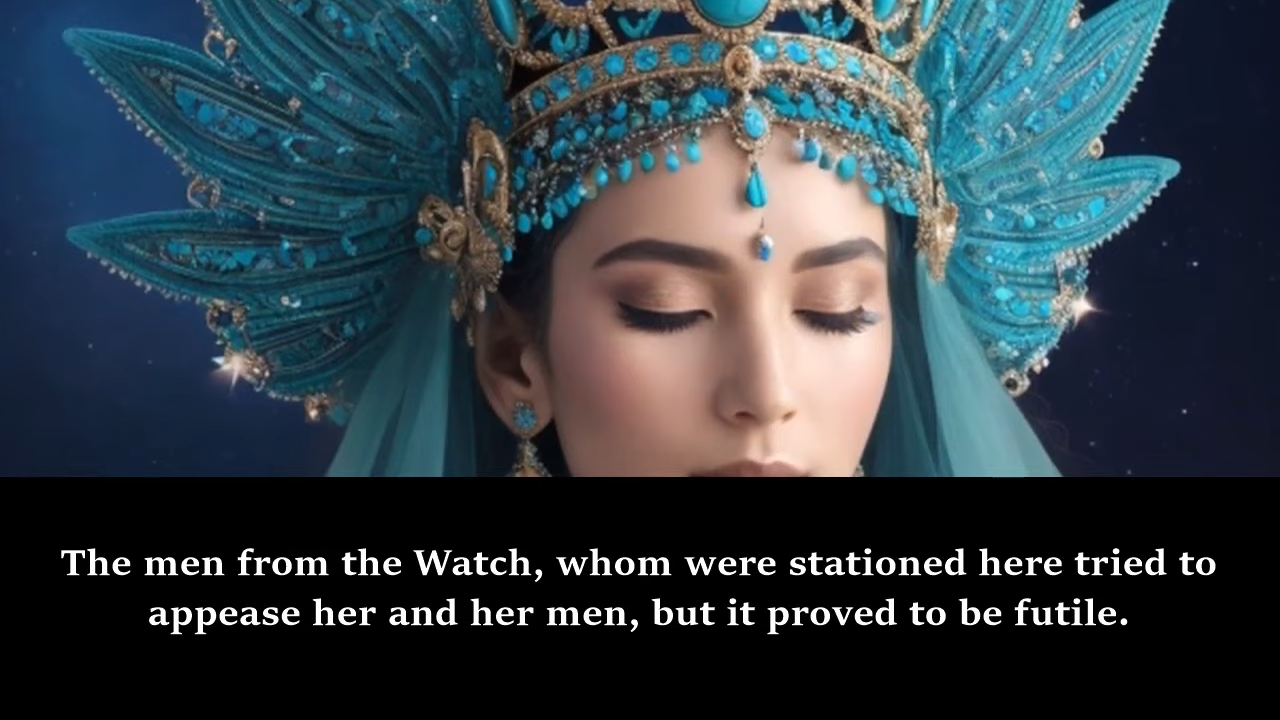 The men from the Watch, whom were stationed here tried to
appease her and her men, but it proved to be futile.